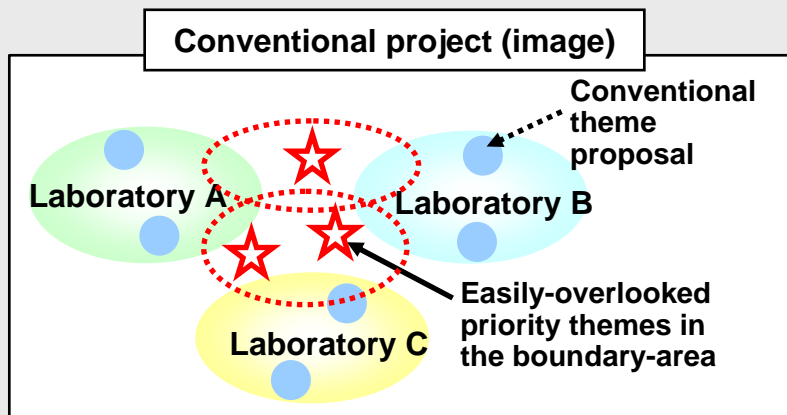 Conventional project (image)
Conventional
theme
proposal
Laboratory A
Laboratory B
Easily-overlooked
priority themes in
the boundary-area
Laboratory C